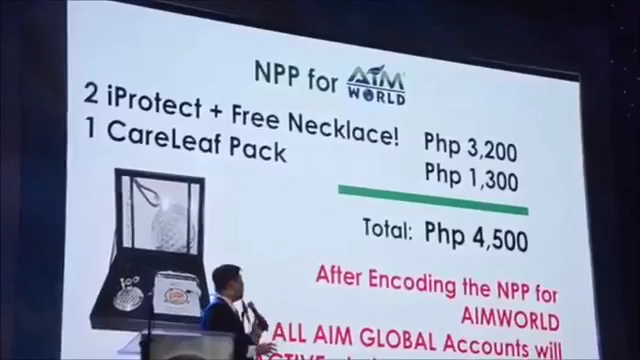 NPP for AIM WORLD
2 iProtect + Free Necklace! Php 3,200
1 CareLeaf Pack Php 1,300
Total: Php 4,500
After Encoding the NPP for
AIMWORLD
ALL AIM GLOBAL Accounts will